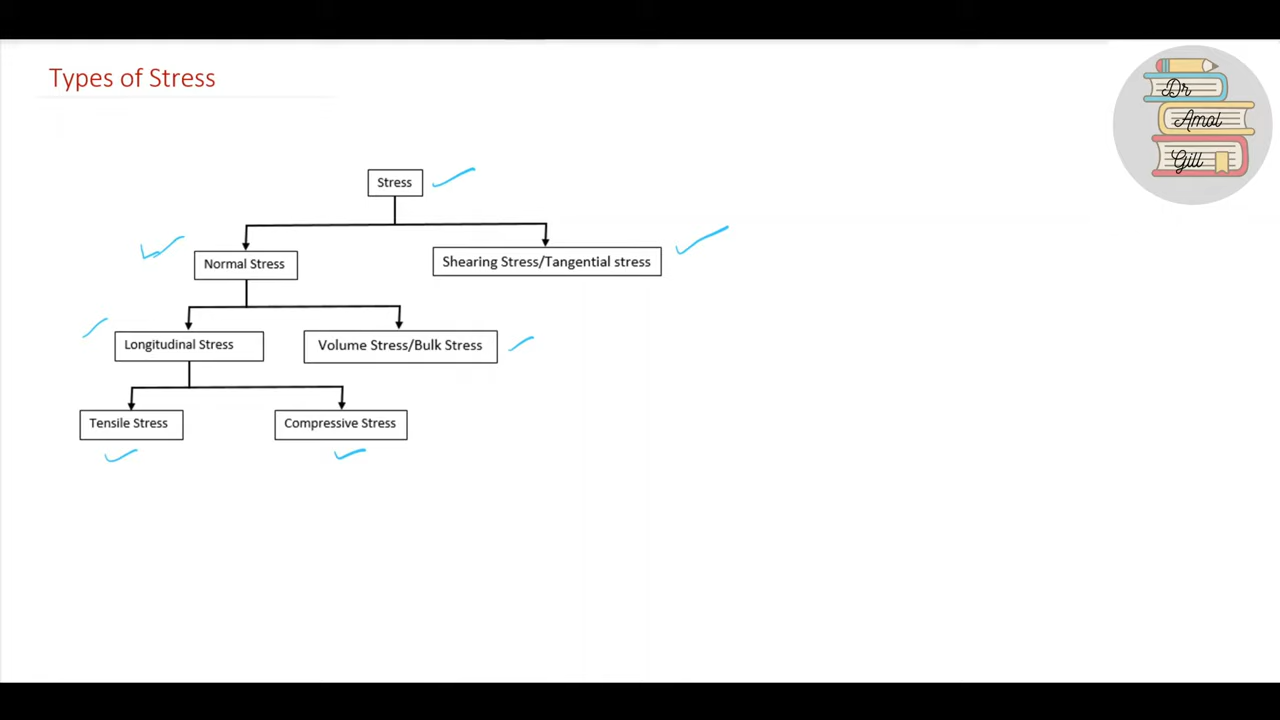 Types of Stress
Dr
Amol
Gill
Stress
Normal Stress
Shearing Stress/Tangential stress
Longitudinal Stress
Volume Stress/Bulk Stress
Tensile Stress
Compressive Stress